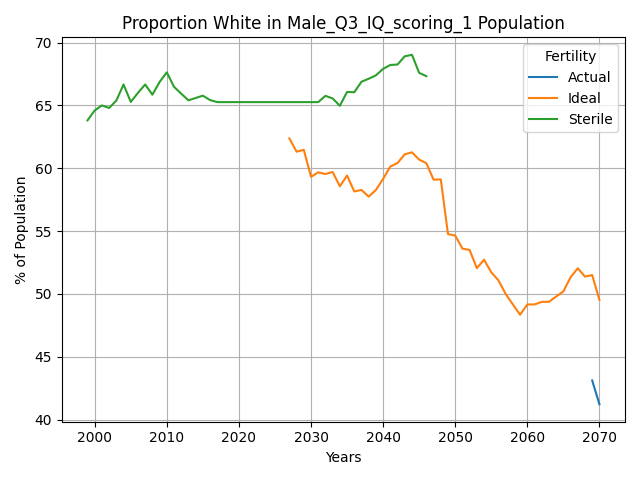 Proportion White in Male_Q3_IQ_scoring_1 Population
% of Population
70
65
60
55
50
45
40
Fertility
Actual
Ideal
Sterile
2000 2010 2020 2030 2040 2050 2060 2070
Years